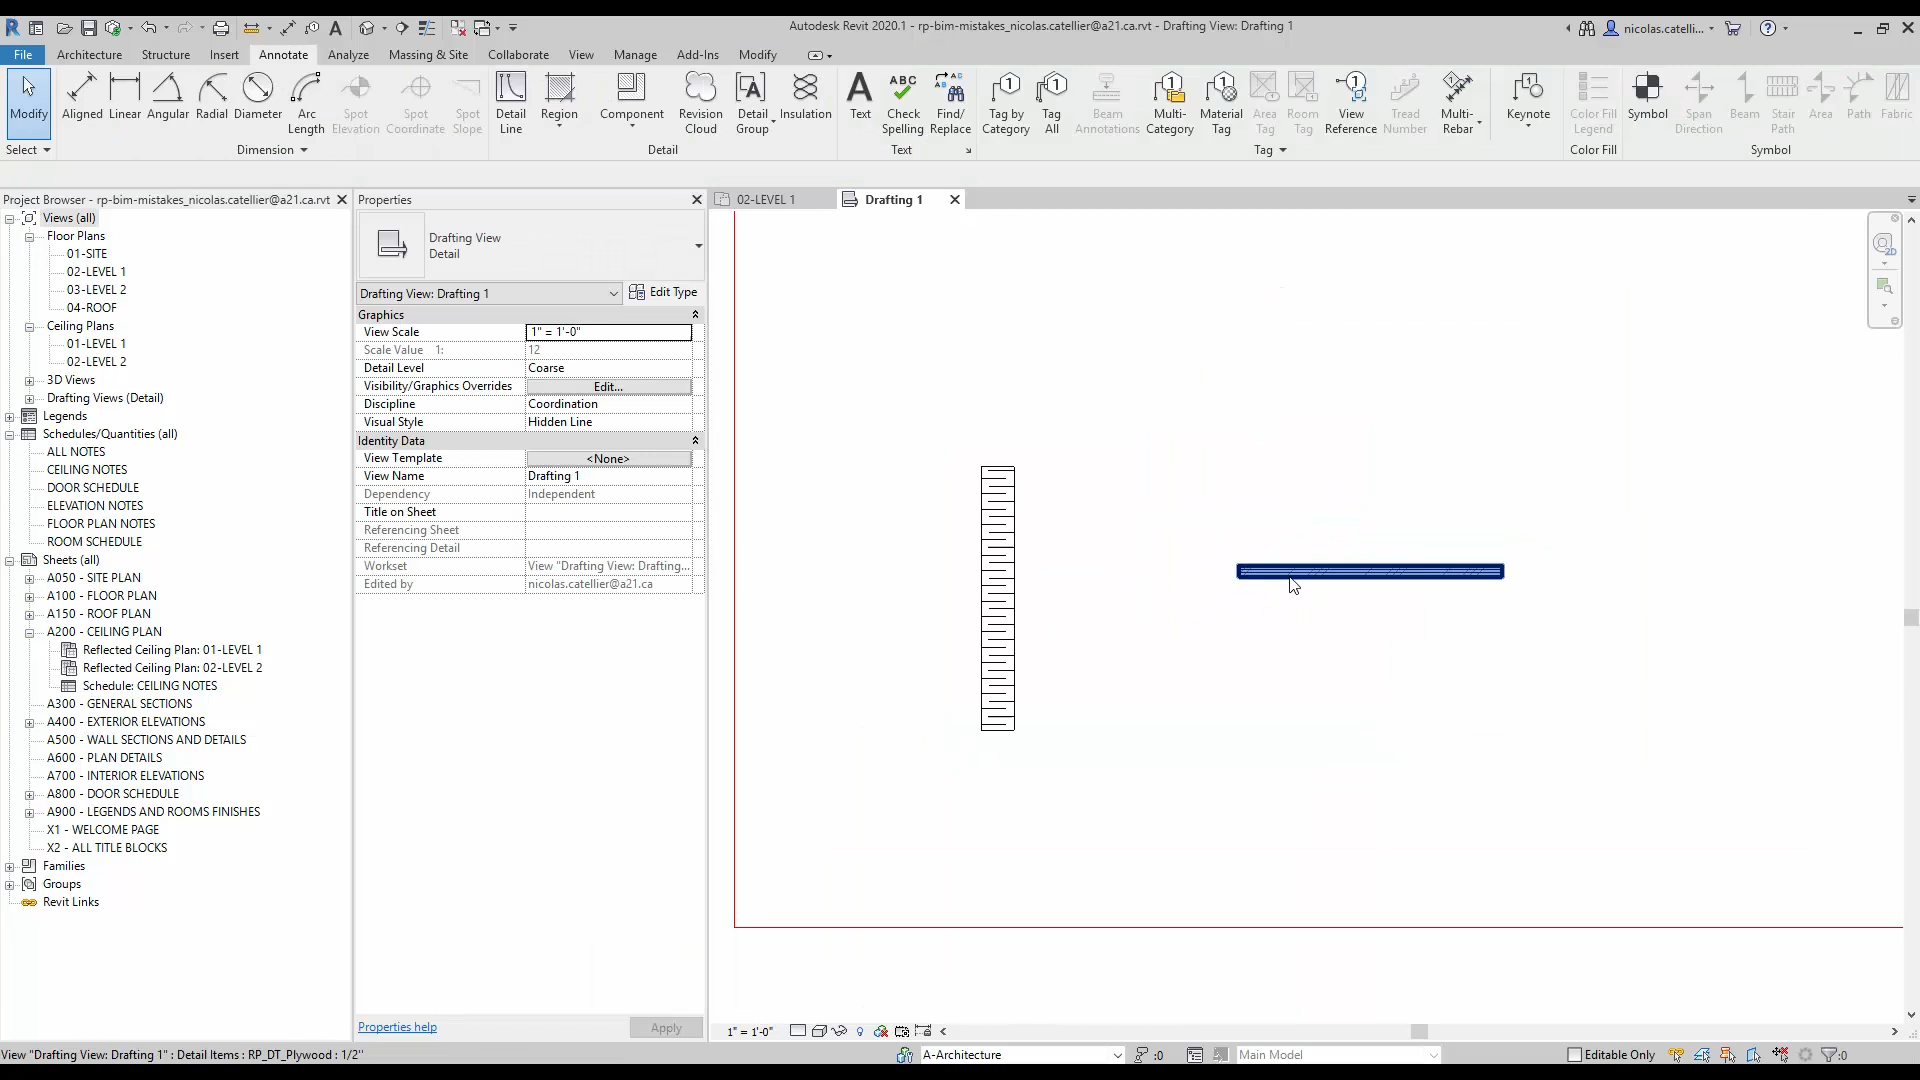 Autodesk Revit 2020.1 - rp-bim-mistakes_nicolas.catellier@a21.ca.rvt - Drafting View: Drafting 1
nicolas.catelli...
File Architecture Structure Insert Annotate Analyze Massing & Site Collaborate View Manage Add-Ins Modify
Modify Aligned Linear Angular Radial Diameter Arc Length Spot Elevation Spot Coordinate Spot Slope Detail Line Region Component Revision Cloud Detail Group Insulation Text ABC Check Spelling Find/ Replace Tag by Category Tag All Beam Annotations Multi- Category Material Tag Area Tag Room Tag View Reference Tread Number Multi- Rebar Keynote Color Fill Legend Symbol Span Direction Beam Stair Path Area Path Fabric
Select Dimension Detail Text Tag Color Fill Symbol
Project Browser - rp-bim-mistakes_nicolas.catellier@a21.ca.rvt
Views (all)
Floor Plans
01-SITE
02-LEVEL 1
03-LEVEL 2
04-ROOF
Ceiling Plans
01-LEVEL 1
02-LEVEL 2
3D Views
Drafting Views (Detail)
Legends
Schedules/Quantities (all)
ALL NOTES
CEILING NOTES
DOOR SCHEDULE
ELEVATION NOTES
FLOOR PLAN NOTES
ROOM SCHEDULE
Sheets (all)
A050 - SITE PLAN
A100 - FLOOR PLAN
A150 - ROOF PLAN
A200 - CEILING PLAN
Reflected Ceiling Plan: 01-LEVEL 1
Reflected Ceiling Plan: 02-LEVEL 2
Schedule: CEILING NOTES
A300 - GENERAL SECTIONS
A400 - EXTERIOR ELEVATIONS
A500 - WALL SECTIONS AND DETAILS
A600 - PLAN DETAILS
A700 - INTERIOR ELEVATIONS
A800 - DOOR SCHEDULE
A900 - LEGENDS AND ROOMS FINISHES
X1 - WELCOME PAGE
X2 - ALL TITLE BLOCKS
Families
Groups
Revit Links
Properties
Drafting View
Detail
Drafting View: Drafting 1 Edit Type
Graphics
View Scale 1" = 1'-0"
Scale Value 1: 12
Detail Level Coarse
Visibility/Graphics Overrides Edit...
Discipline Coordination
Visual Style Hidden Line
Identity Data
View Template <None>
View Name Drafting 1
Dependency Independent
Title on Sheet
Referencing Sheet
Referencing Detail
Workset View "Drafting View: Drafting...
Edited by nicolas.catellier@a21.ca
Properties help Apply
02-LEVEL 1 Drafting 1
2D
1" = 1'-0"
View "Drafting View: Drafting 1" : Detail Items : RP_DT_Plywood : 1/2" A-Architecture :0 Main Model Editable Only :0